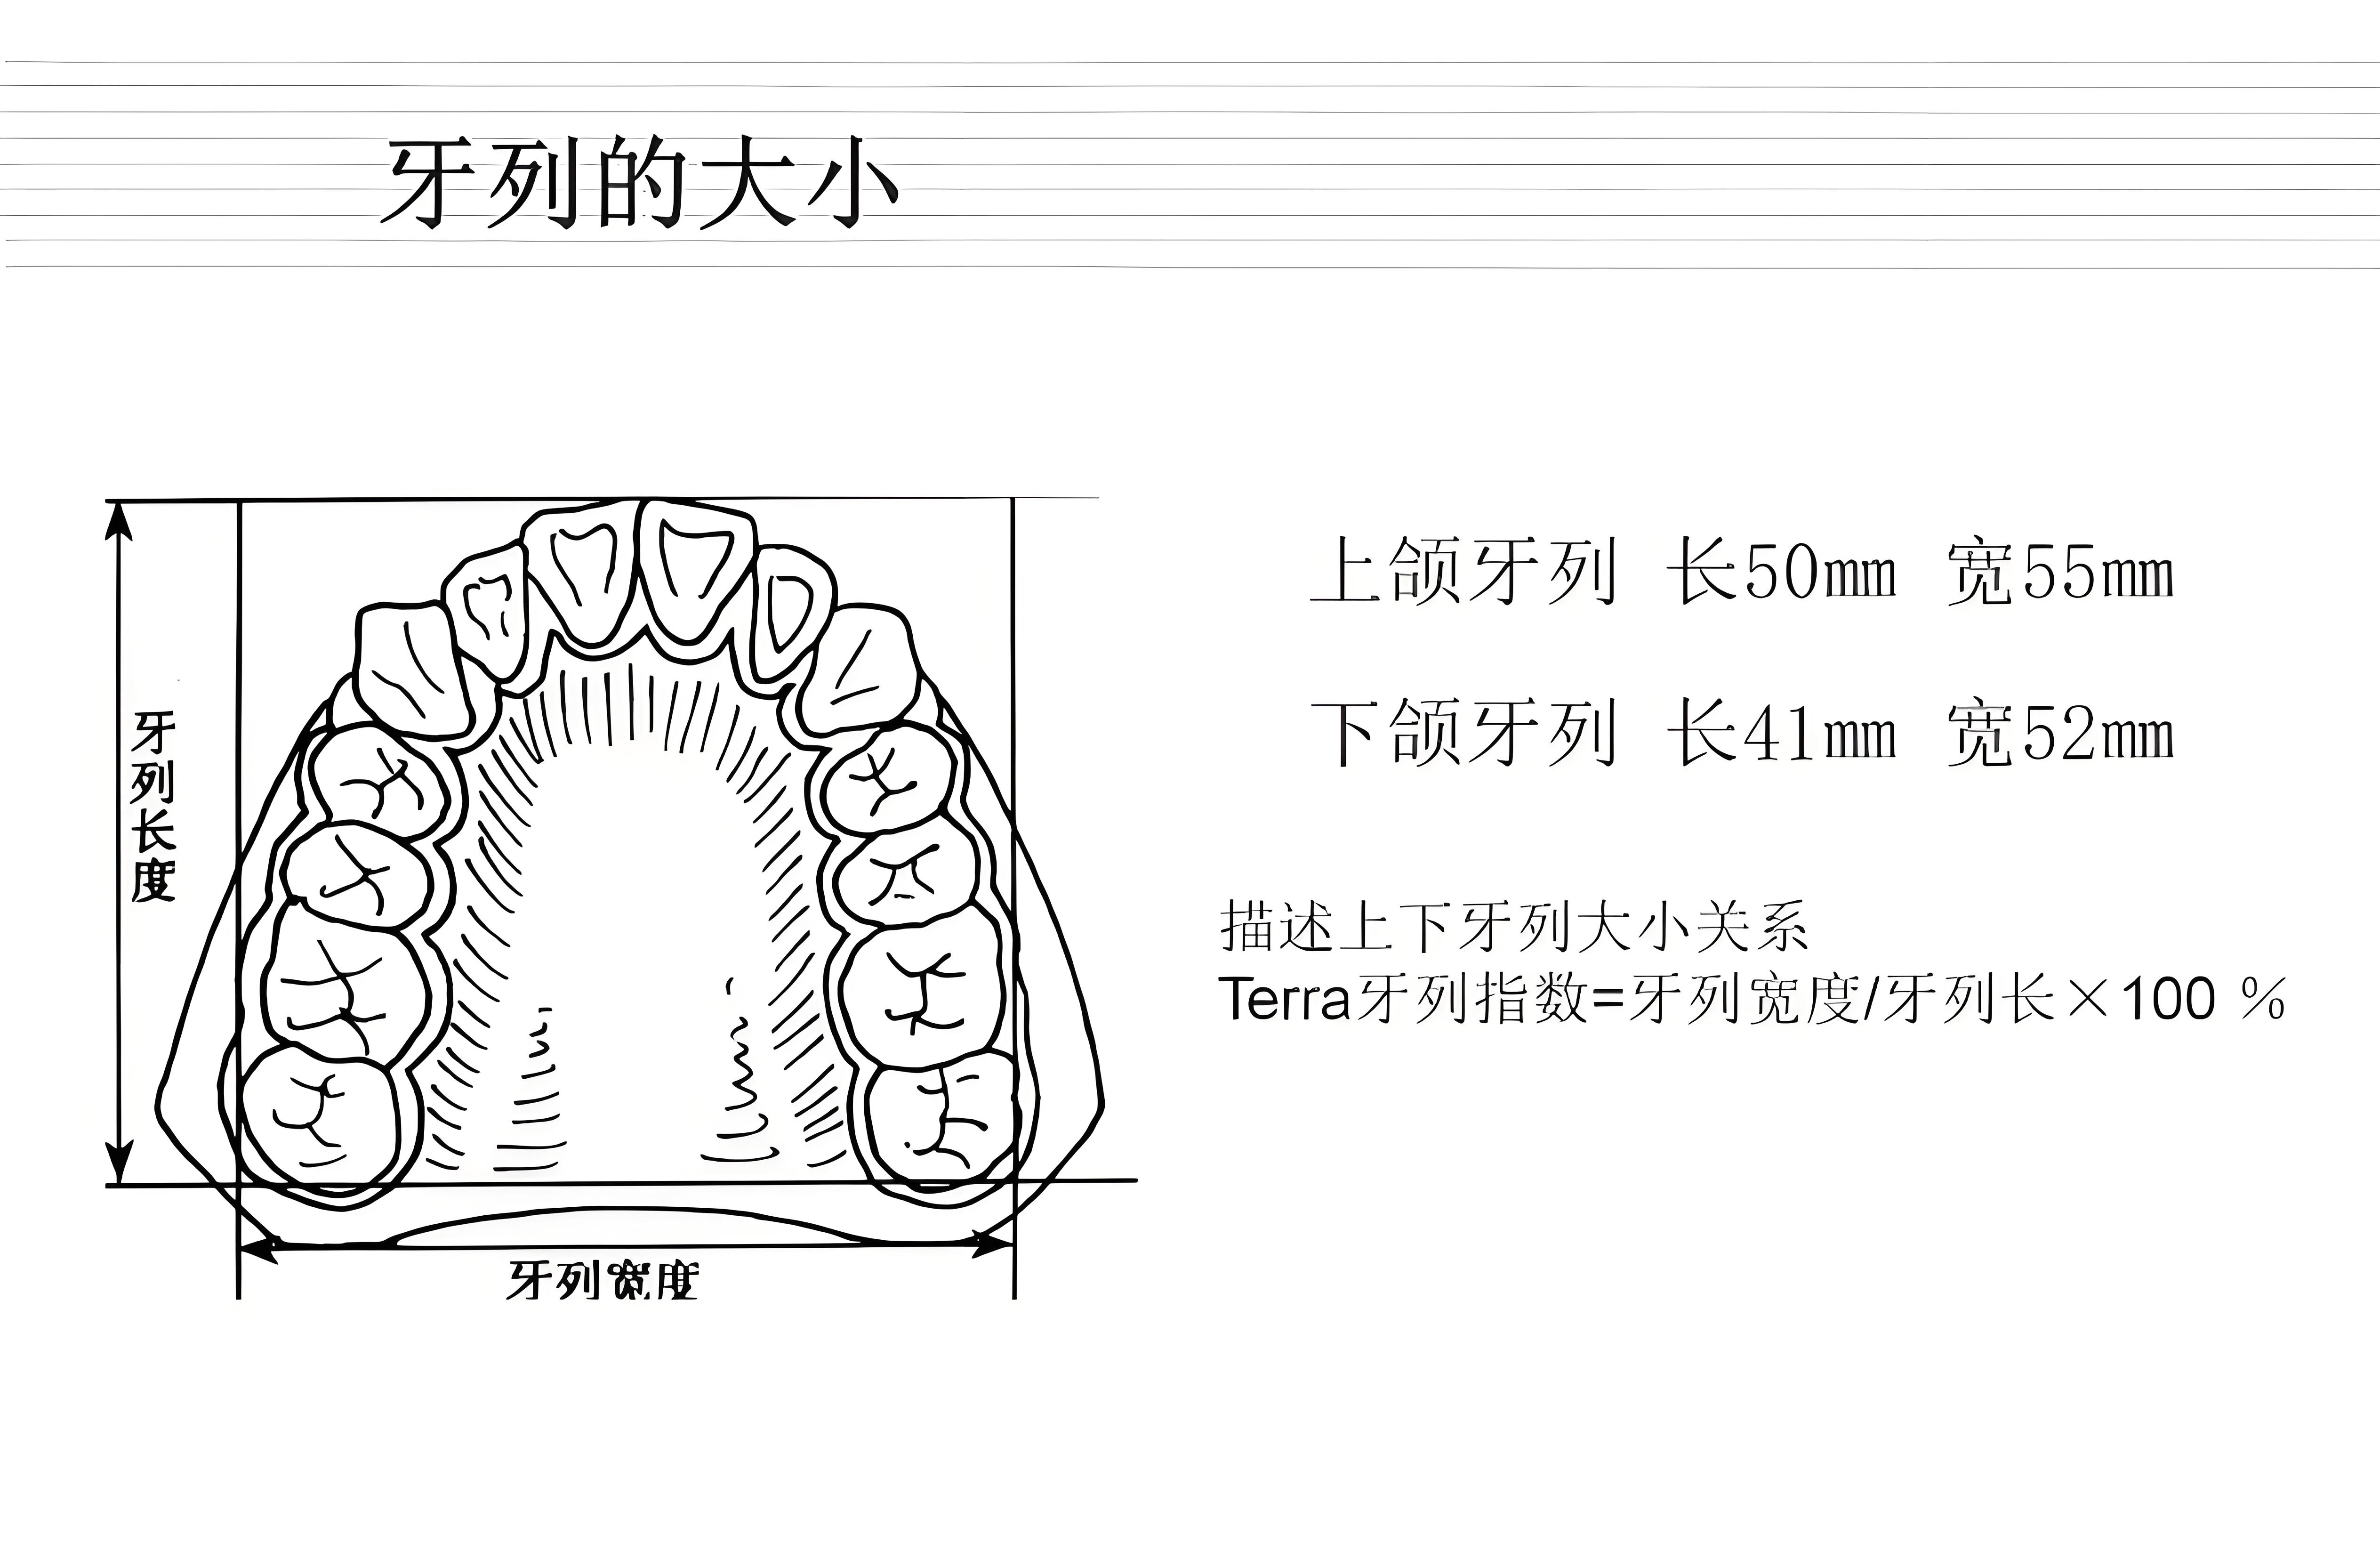 牙列的大小
上颌牙列 长50mm 宽55mm
下颌牙列 长41mm 宽52mm
描述上下牙列大小关系
Terra牙列指数=牙列宽度/牙列长×100 %
牙列长度
牙列宽度